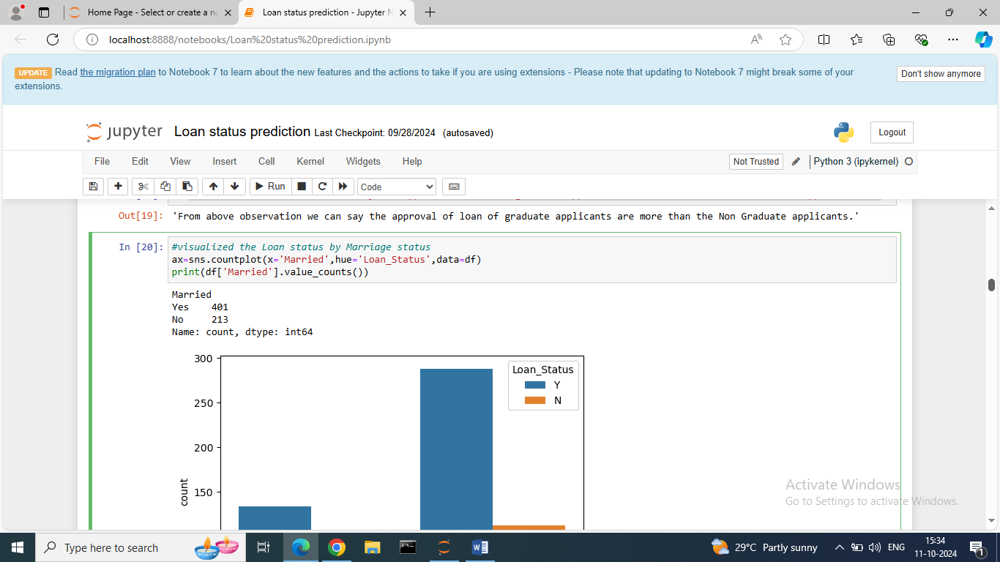 Home Page - Select or create a no
Loan status prediction - Jupyter N
localhost:8888/notebooks/Loan%20status%20prediction.ipynb
UPDATE Read the migration plan to Notebook 7 to learn about the new features and the actions to take if you are using extensions - Please note that updating to Notebook 7 might break some of your
extensions.
Don't show anymore
jupyter Loan status prediction Last Checkpoint: 09/28/2024 (autosaved)
Logout
File Edit View Insert Cell Kernel Widgets Help
Not Trusted
Python 3 (ipykernel)
Run
Code
Out[19]: 'From above observation we can say the approval of loan of graduate applicants are more than the Non Graduate applicants.'
In [20]: #visualized the Loan status by Marriage status
ax=sns.countplot(x='Married',hue='Loan_Status',data=df)
print(df['Married'].value_counts())
Married
Yes 401
No 213
Name: count, dtype: int64
300
250
200
150
count
Loan_Status
Y
N
Activate Windows
Go to Settings to activate Windows.
Type here to search
29°C Partly sunny
ENG
15:34
11-10-2024
1